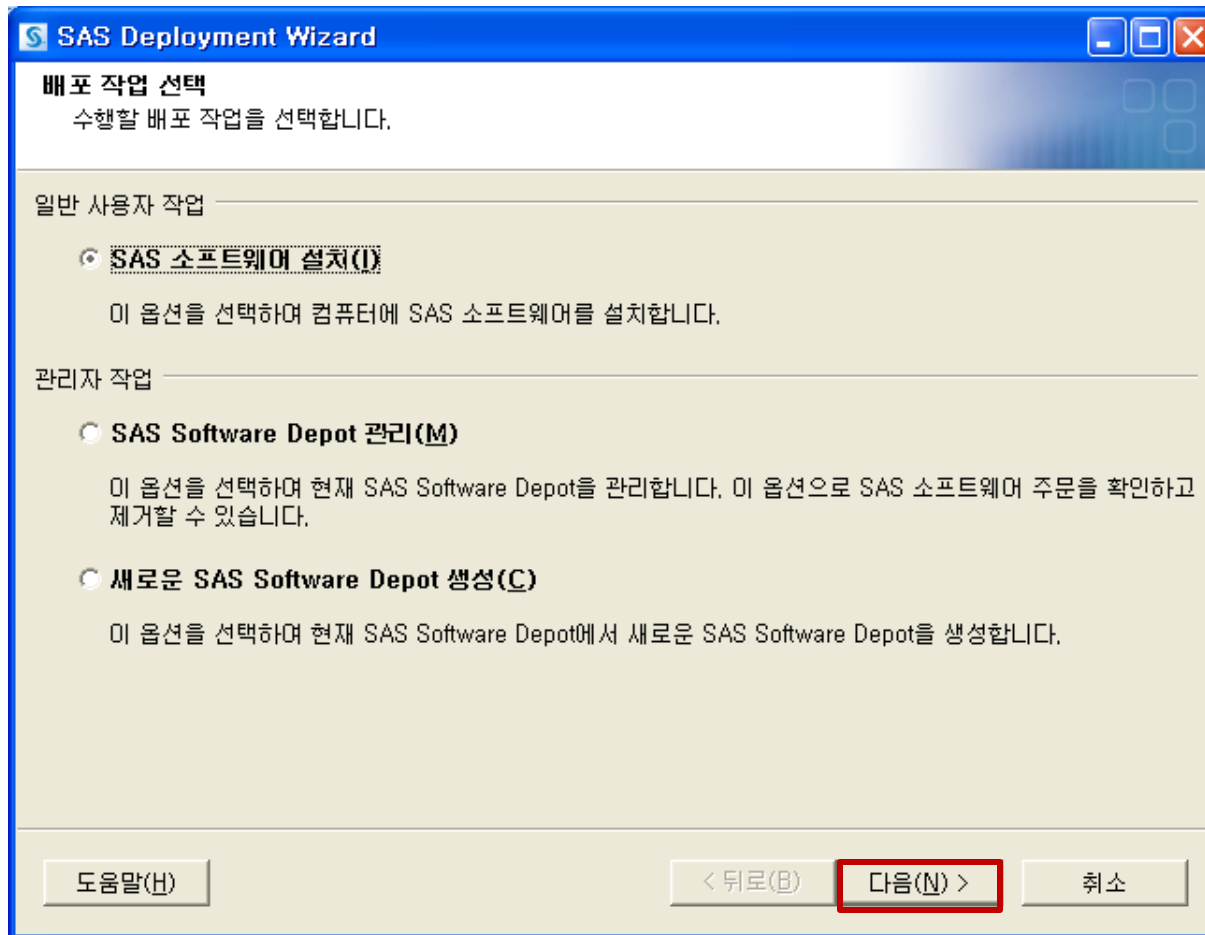 SAS Deployment Wizard
배포 작업 선택
수행할 배포 작업을 선택합니다.
일반 사용자 작업
SAS 소프트웨어 설치(I)
이 옵션을 선택하여 컴퓨터에 SAS 소프트웨어를 설치합니다.
관리자 작업
SAS Software Depot 관리(M)
이 옵션을 선택하여 현재 SAS Software Depot을 관리합니다. 이 옵션으로 SAS 소프트웨어 주문을 확인하고
제거할 수 있습니다.
새로운 SAS Software Depot 생성(C)
이 옵션을 선택하여 현재 SAS Software Depot에서 새로운 SAS Software Depot을 생성합니다.
도움말(H) < 뒤로(B) 다음(N) > 취소